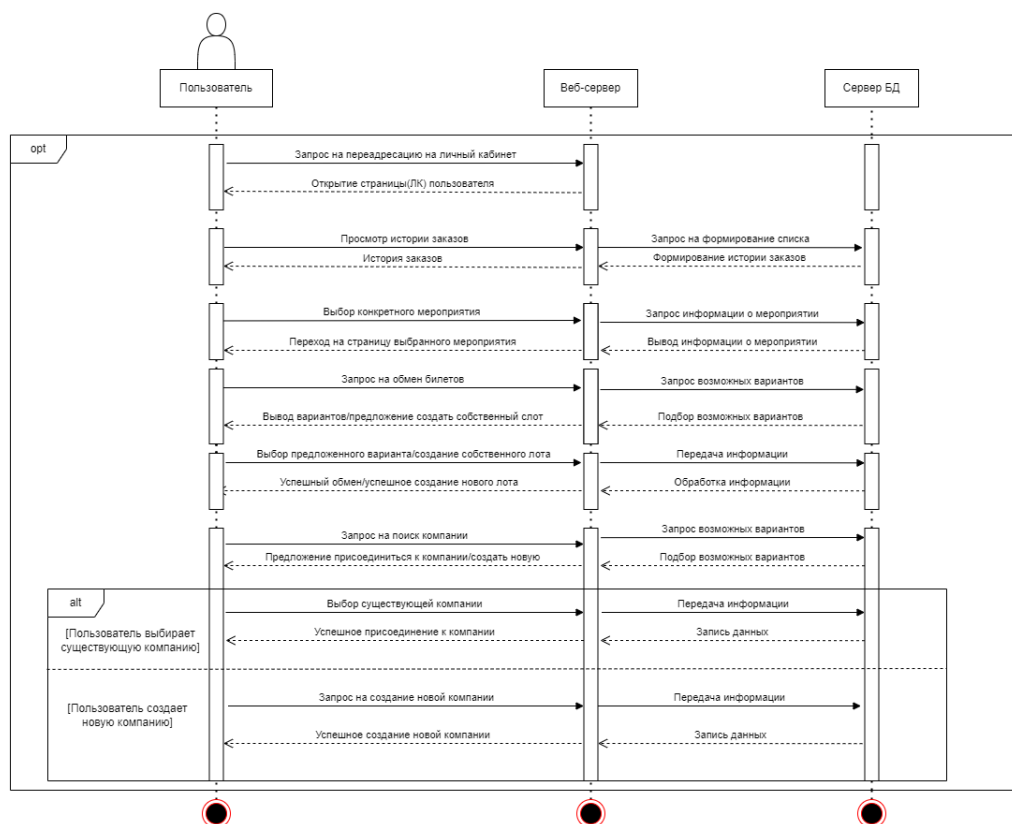 Пользователь
Веб-сервер
Сервер БД
opt
Запрос на переадресацию на личный кабинет
Открытие страницы(ЛК) пользователя
Просмотр истории заказов
Запрос на формирование списка
История заказов
Формирование истории заказов
Выбор конкретного мероприятия
Запрос информации о мероприятии
Переход на страницу выбранного мероприятия
Вывод информации о мероприятии
Запрос на обмен билетов
Запрос возможных вариантов
Вывод вариантов/предложение создать собственный слот
Подбор возможных вариантов
Выбор предложенного варианта/создание собственного лота
Передача информации
Успешный обмен/успешное создание нового лота
Обработка информации
Запрос на поиск компании
Запрос возможных вариантов
Предложение присоединиться к компании/создать новую
Подбор возможных вариантов
alt
Выбор существующей компании
Передача информации
[Пользователь выбирает
существующую компанию]
Успешное присоединение к компании
Запись данных
Запрос на создание новой компании
Передача информации
[Пользователь создает
новую компанию]
Успешное создание новой компании
Запись данных